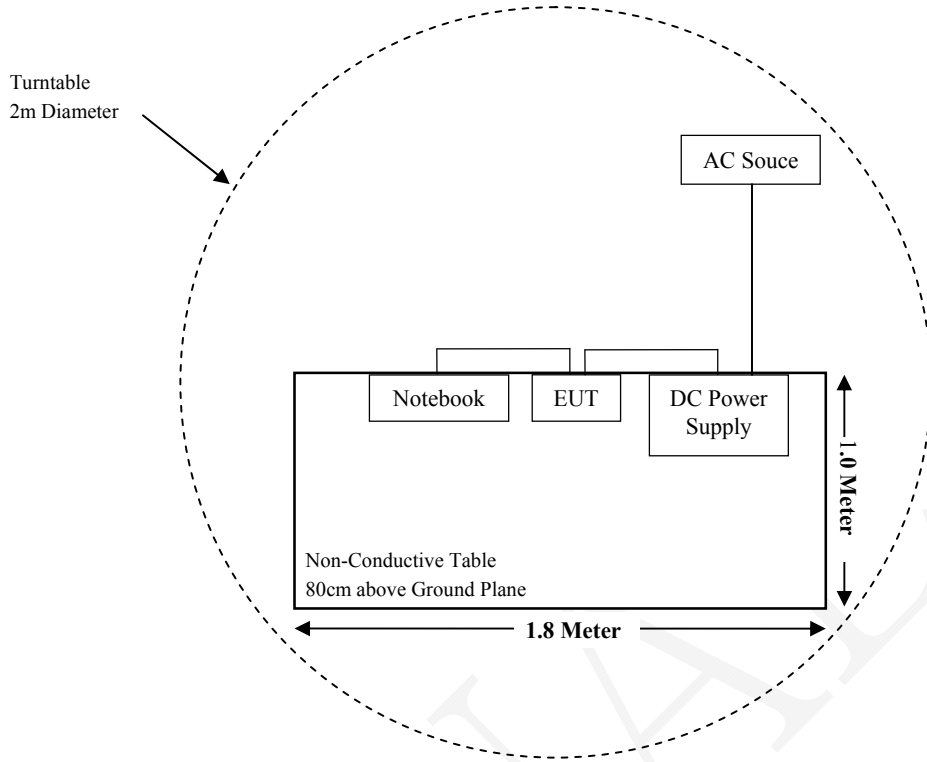 Turntable
2m Diameter
AC Souce
Notebook
EUT
DC Power
Supply
1.0 Meter
Non-Conductive Table
80cm above Ground Plane
1.8 Meter